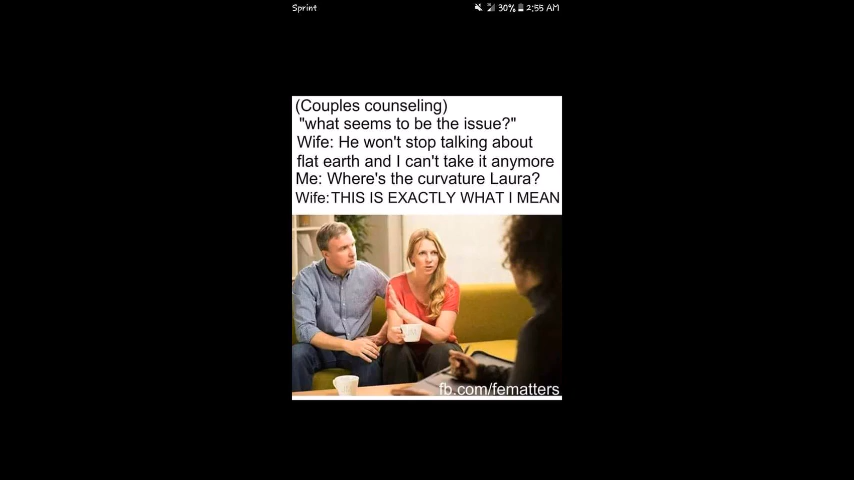 Sprint 30% 2:55 AM
(Couples counseling)
"what seems to be the issue?"
Wife: He won't stop talking about
flat earth and I can't take it anymore
Me: Where's the curvature Laura?
Wife:THIS IS EXACTLY WHAT I MEAN
fb.com/fematters